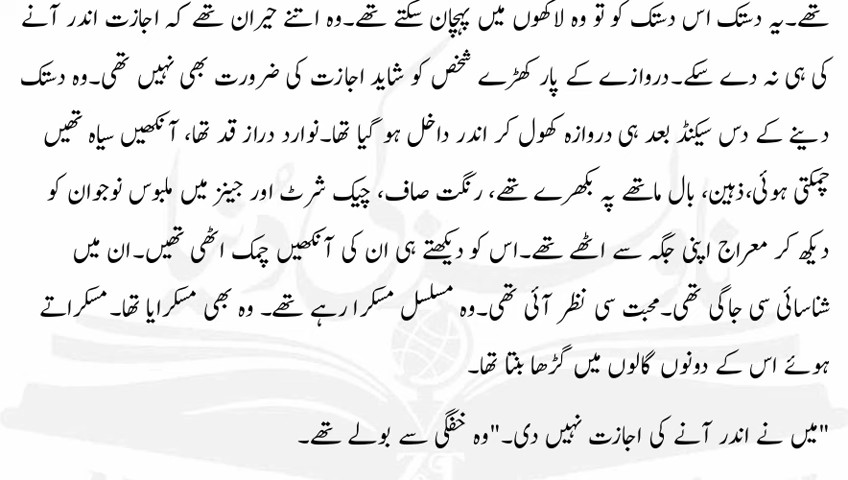 تھے۔یہ دستک اس دستک کو تو وہ لاکھوں میں پہچان سکتے تھے۔وہ اتنے حیران تھے کہ اجازت اندر آنے
کی ہی نہ دے سکے۔دروازے کے پار کھڑے شخص کو شاید اجازت کی ضرورت بھی نہیں تھی۔وہ دستک
دینے کے دس سیکنڈ بعد ہی دروازہ کھول کر اندر داخل ہو گیا تھا۔نوارد دراز قد تھا، آنکھیں سیاہ تھیں
چمکتی ہوئی،ذہین، بال ماتھے پہ بکھرے تھے، رنگت صاف، چیک شرٹ اور جینز میں ملبوس نوجوان کو
دیکھ کر معراج اپنی جگہ سے اٹھے تھے۔اس کو دیکھتے ہی ان کی آنکھیں چمک اٹھی تھیں۔ان میں
شناسائی سی جاگی تھی۔محبت سی نظر آئی تھی۔وہ مسلسل مسکرا رہے تھے۔ وہ بھی مسکرایا تھا۔مسکراتے
ہوئے اس کے دونوں گالوں میں گڑھا بنتا تھا۔
"میں نے اندر آنے کی اجازت نہیں دی۔"وہ خفگی سے بولے تھے۔
ناولز کی دنیا